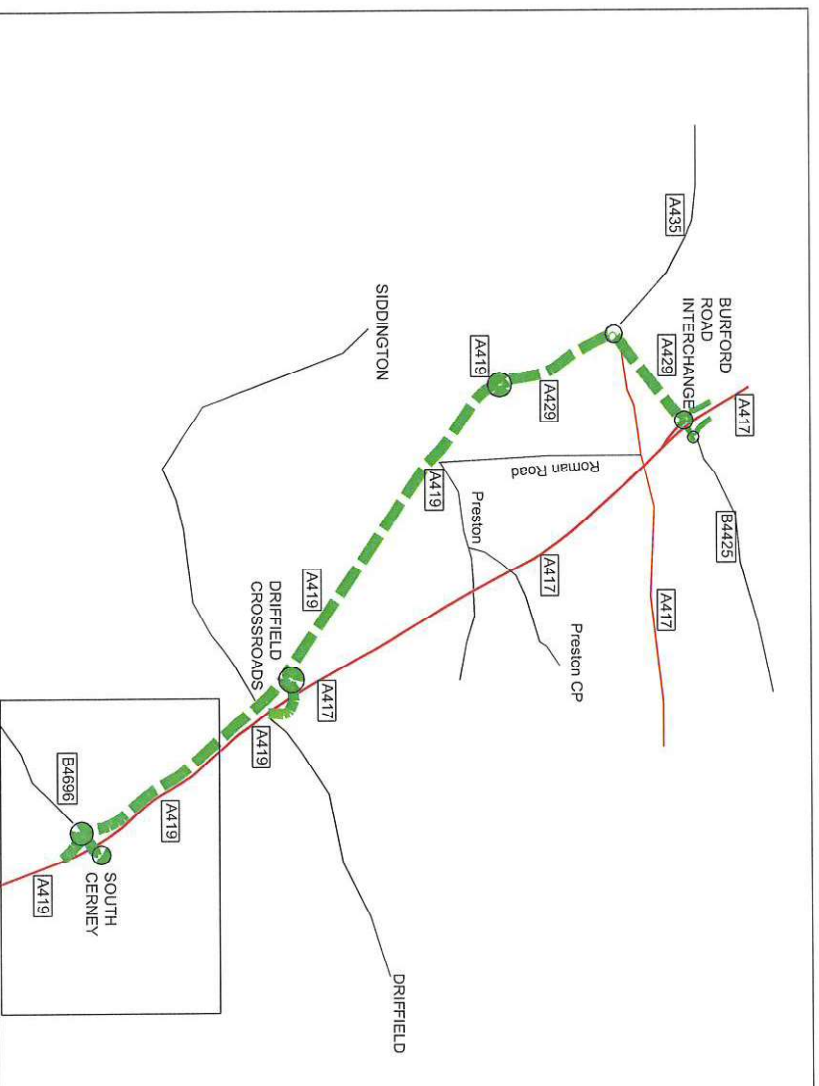 A435
BURFORD
ROAD
INTERCHANGE
A417
A429
B4425
SIDDINGTON
A419
A429
Roman Road
A419
Preston
A417
A417
Preston CP
A419
DRIFFIELD
CROSSROADS
A417
A419
DRIFFIELD
B4696
A419
SOUTH
CERNEY
A419